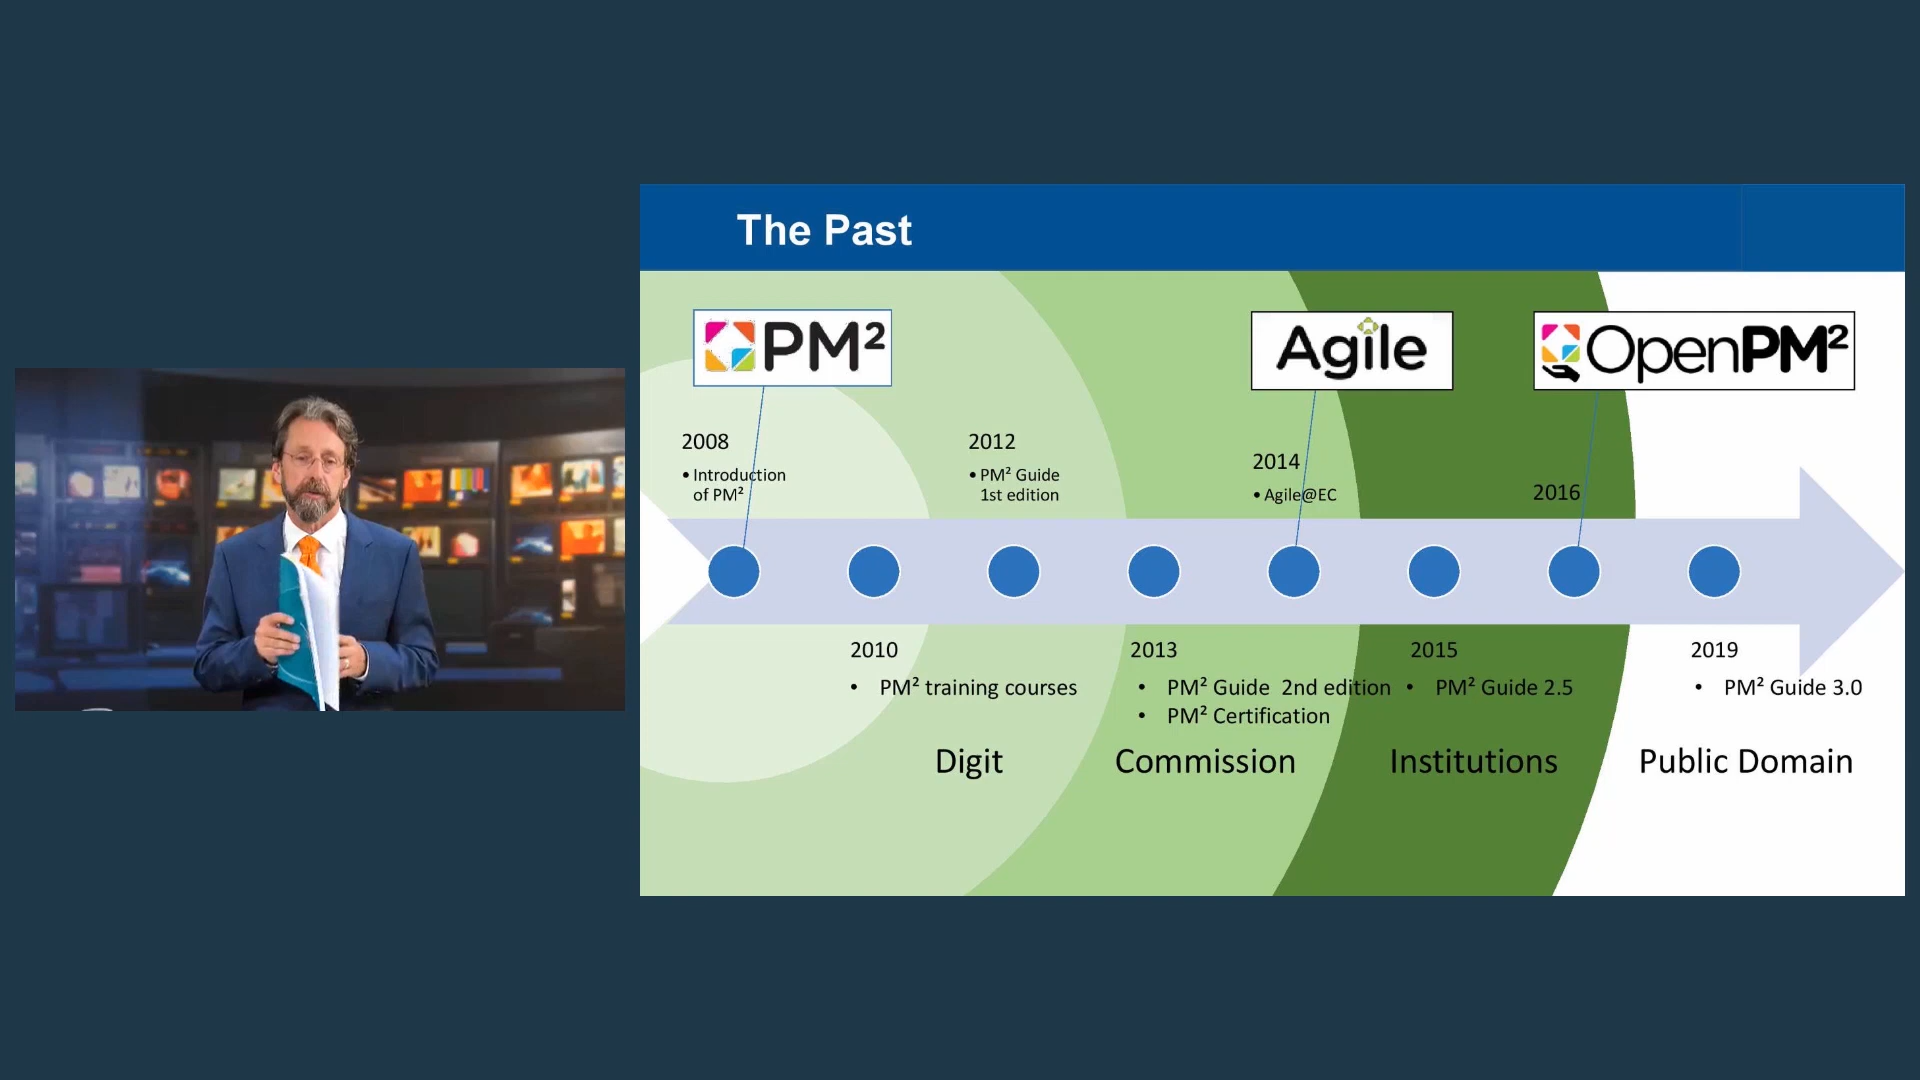 The Past
PM²
Agile
OpenPM²
2008
• Introduction
of PM²
2012
• PM² Guide
1st edition
2014
• Agile@EC
2016
2010
• PM² training courses
2013
• PM² Guide 2nd edition
• PM² Certification
2015
• PM² Guide 2.5
2019
• PM² Guide 3.0
Digit
Commission
Institutions
Public Domain